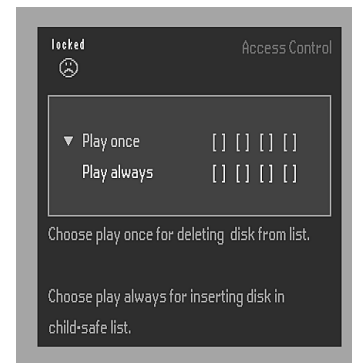 locked
Access Control
▼ Play once [ ] [ ] [ ] [ ]
Play always [ ] [ ] [ ] [ ]
Choose play once for deleting disk from list.
Choose play always for inserting disk in
child-safe list.